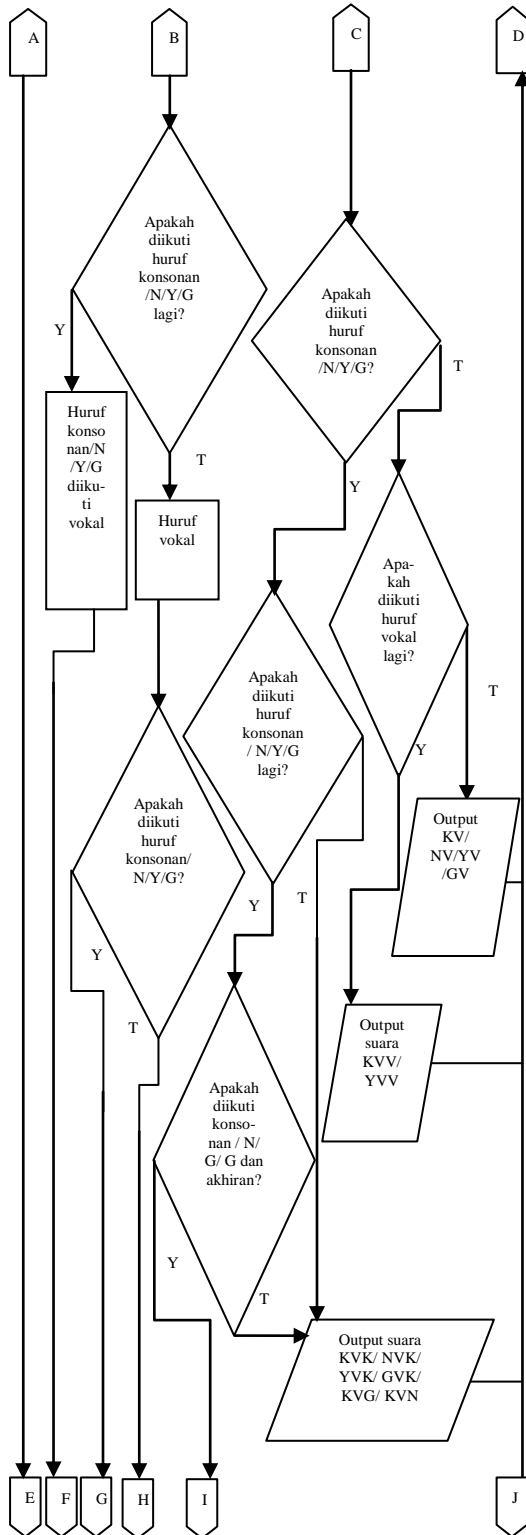 A
B
C
D
Apakah
diikuti
huruf
konsonan
/N/Y/G
lagi?
Y
T
Huruf
konso
nan/N
/Y/G
diiku-
ti
vokal
Huruf
vokal
Apakah
diikuti
huruf
konsonan
/N/Y/G?
T
Y
Apa-
kah
diikuti
huruf
vokal
lagi?
T
Y
Apakah
diikuti
huruf
konsonan
/ N/Y/G
lagi?
T
Y
Output
KV/
NV/YV
/GV
Apakah
diikuti
huruf
konsonan/
N/Y/G?
Y
T
Output
suara
KVV/
YVV
Apakah
diikuti
konso-
nan / N/
G/ G dan
akhiran?
Y
T
Output suara
KVK/ NVK/
YVK/ GVK/
KVG/ KVN
E
F
G
H
I
J